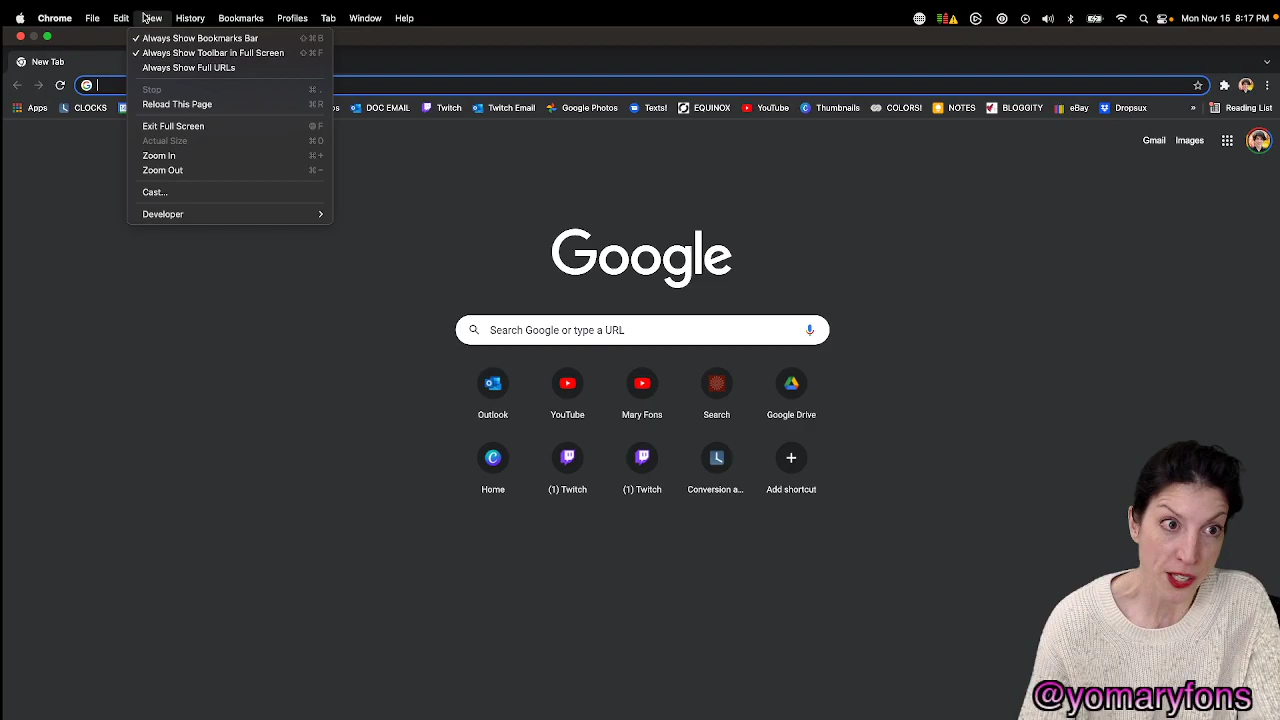 Chrome File Edit View History Bookmarks Profiles Tab Window Help Mon Nov 15 8:17 PM
✓ Always Show Bookmarks Bar ⇧⌘B
✓ Always Show Toolbar in Full Screen ⇧⌘F
Always Show Full URLs
Stop ⌘.
Reload This Page ⌘R
Exit Full Screen F
Actual Size ⌘0
Zoom In ⌘+
Zoom Out ⌘-
Cast...
Developer
New Tab
Apps CLOCKS DOC EMAIL Twitch Twitch Email Google Photos Texts! EQUINOX YouTube Thumbnails COLORS! NOTES BLOGGITY eBay Dropsux » Reading List
Gmail Images
Google
Search Google or type a URL
Outlook YouTube Mary Fons Search Google Drive
Home (1) Twitch (1) Twitch Conversion a... Add shortcut
@yomaryfons